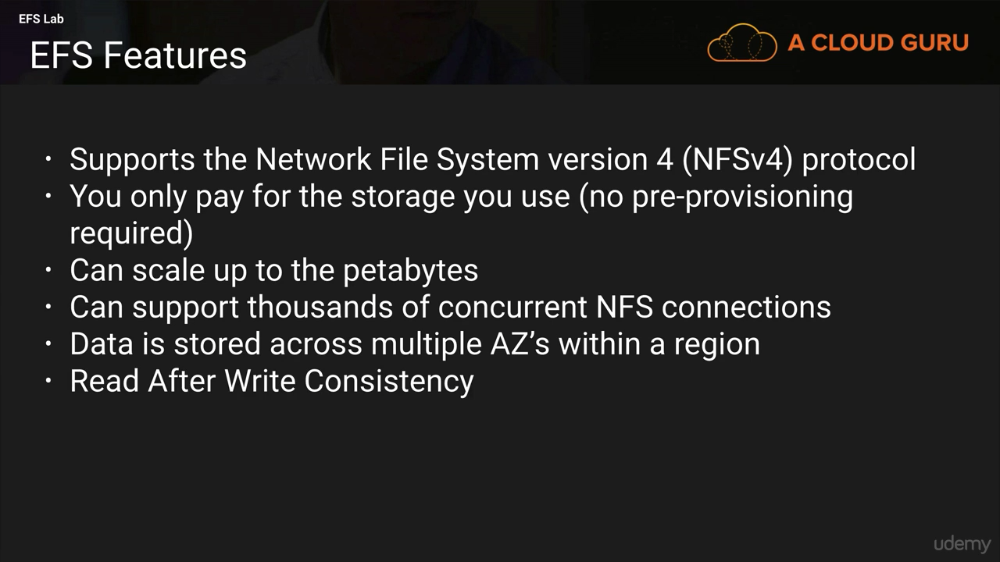 EFS Lab
EFS Features
A CLOUD GURU
• Supports the Network File System version 4 (NFSv4) protocol
• You only pay for the storage you use (no pre-provisioning
required)
• Can scale up to the petabytes
• Can support thousands of concurrent NFS connections
• Data is stored across multiple AZ’s within a region
• Read After Write Consistency
udemy